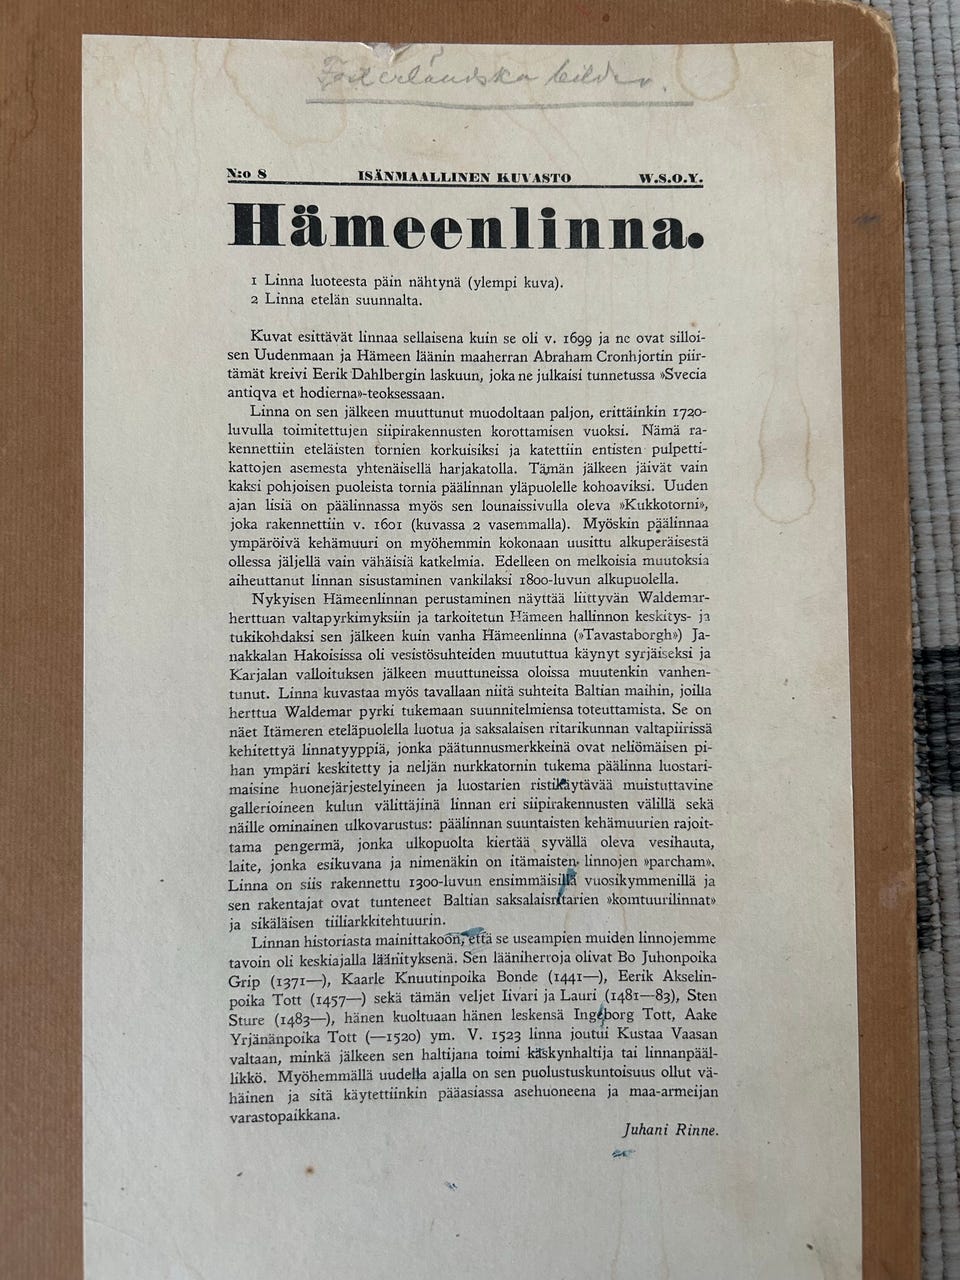 Fosterländska bilder.
N:o 8 ISÄNMAALLINEN KUVASTO W.S.O.Y.
Hämeenlinna.
1 Linna luoteesta päin nähtynä (ylempi kuva).
2 Linna etelän suunnalta.
Kuvat esittävät linnaa sellaisena kuin se oli v. 1699 ja ne ovat silloi-
sen Uudenmaan ja Hämeen läänin maaherran Abraham Cronhjortin piir-
tämät kreivi Eerik Dahlbergin laskuun, joka ne julkaisi tunnetussa »Svecia
antiqva et hodierna»-teoksessaan.
Linna on sen jälkeen muuttunut muodoltaan paljon, erittäinkin 1720-
luvulla toimitettujen siipirakennusten korottamisen vuoksi. Nämä ra-
kennettiin eteläisten tornien korkuisiksi ja katettiin entisten pulpetti-
kattojen asemesta yhtenäisellä harjakatolla. Tämän jälkeen jäivät vain
kaksi pohjoisen puoleista tornia päälinnan yläpuolelle kohoaviksi. Uuden
ajan lisiä on päälinnassa myös sen lounaissivulla oleva »Kukkotorni»,
joka rakennettiin v. 1601 (kuvassa 2 vasemmalla). Myöskin päälinnaa
ympäröivä kehämuuri on myöhemmin kokonaan uusittu alkuperäisestä
ollessa jäljellä vain vähäisiä katkelmia. Edelleen on melkoisia muutoksia
aiheuttanut linnan sisustaminen vankilaksi 1800-luvun alkupuolella.
Nykyisen Hämeenlinnan perustaminen näyttää liittyvän Waldemar-
herttuan valtapyrkimyksiin ja tarkoitetun Hämeen hallinnon keskitys- ja
tukikohdaksi sen jälkeen kuin vanha Hämeenlinna (»Tavastaborgh») Ja-
nakkalan Hakoisissa oli vesistösuhteiden muututtua käynyt syrjäiseksi ja
Karjalan valloituksen jälkeen muuttuneissa oloissa muutenkin vanhen-
tunut. Linna kuvastaa myös tavallaan niitä suhteita Baltian maihin, joilla
herttua Waldemar pyrki tukemaan suunnitelmiensa toteuttamista. Se on
näet Itämeren eteläpuolella luotua ja saksalaisen ritarikunnan valtapiirissä
kehitettyä linnatyyppiä, jonka päätunnusmerkkeinä ovat neliömäisen pi-
han ympäri keskitetty ja neljän nurkkatornin tukema päälinna luostari-
maisine huonejärjestelyineen ja luostarien ristikäytävää muistuttavine
gallerioineen kulun välittäjinä linnan eri siipirakennusten välillä sekä
näille ominainen ulkovarustus: päälinnan suuntaisten kehämuurien rajoit-
tama pengermä, jonka ulkopuolta kiertää syvällä oleva vesihauta,
laite, jonka esikuvana ja nimenäkin on itämaisten linnojen »parcham».
Linna on siis rakennettu 1300-luvun ensimmäisillä vuosikymmenillä ja
sen rakentajat ovat tunteneet Baltian saksalaisritarien »komtuurilinnat»
ja sikäläisen tiiliarkkitehtuurin.
Linnan historiasta mainittakoon, että se useampien muiden linnojemme
tavoin oli keskiajalla läänityksenä. Sen lääniherroja olivat Bo Juhonpoika
Grip (1371—), Kaarle Knuutinpoika Bonde (1441—), Eerik Akselin-
poika Tott (1457—) sekä tämän veljet Iivari ja Lauri (1481—83), Sten
Sture (1483—), hänen kuoltuaan hänen leskensä Ingeborg Tott, Aake
Yrjänänpoika Tott (—1520) ym. V. 1523 linna joutui Kustaa Vaasan
valtaan, minkä jälkeen sen haltijana toimi käskynhaltija tai linnanpääl-
likkö. Myöhemmällä uudella ajalla on sen puolustuskuntoisuus ollut vä-
häinen ja sitä käytettiinkin pääasiassa asehuoneena ja maa-armeijan
varastopaikkana.
Juhani Rinne.